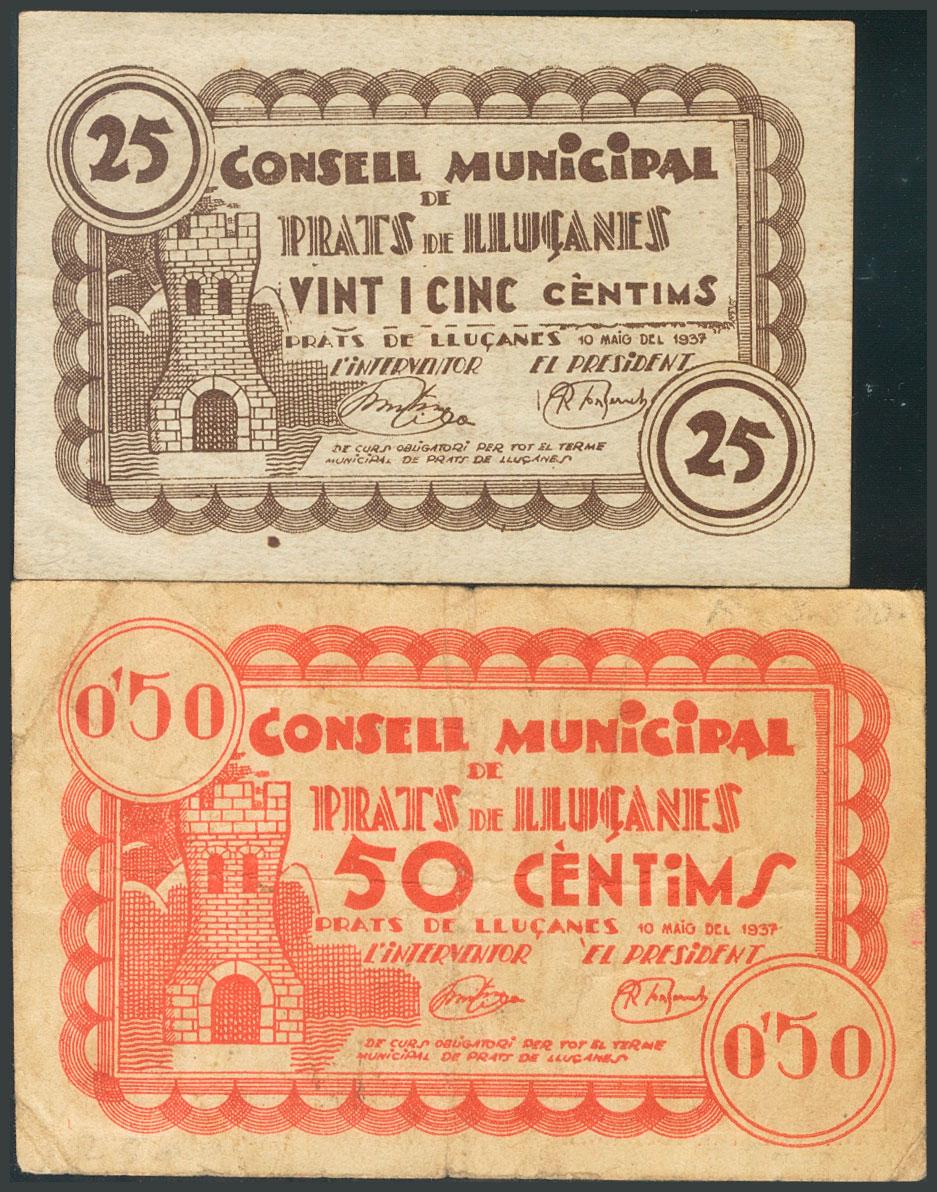 25
CONSELL MUNICIPAL
DE
PRATS DE LLUÇANES
VINT I CINC CÈNTIMS
PRATS DE LLUÇANES 10 MAIG DEL 1937
L'INTERVENTOR EL PRESIDENT
DE CURS OBLIGATORI PER TOT EL TERME
MUNICIPAL DE PRATS DE LLUÇANES
25
0'50
CONSELL MUNICIPAL
DE
PRATS DE LLUÇANES
50 CÈNTIMS
PRATS DE LLUÇANES 10 MAIG DEL 1937
L'INTERVENTOR EL PRESIDENT
DE CURS OBLIGATORI PER TOT EL TERME
MUNICIPAL DE PRATS DE LLUÇANES
0'50